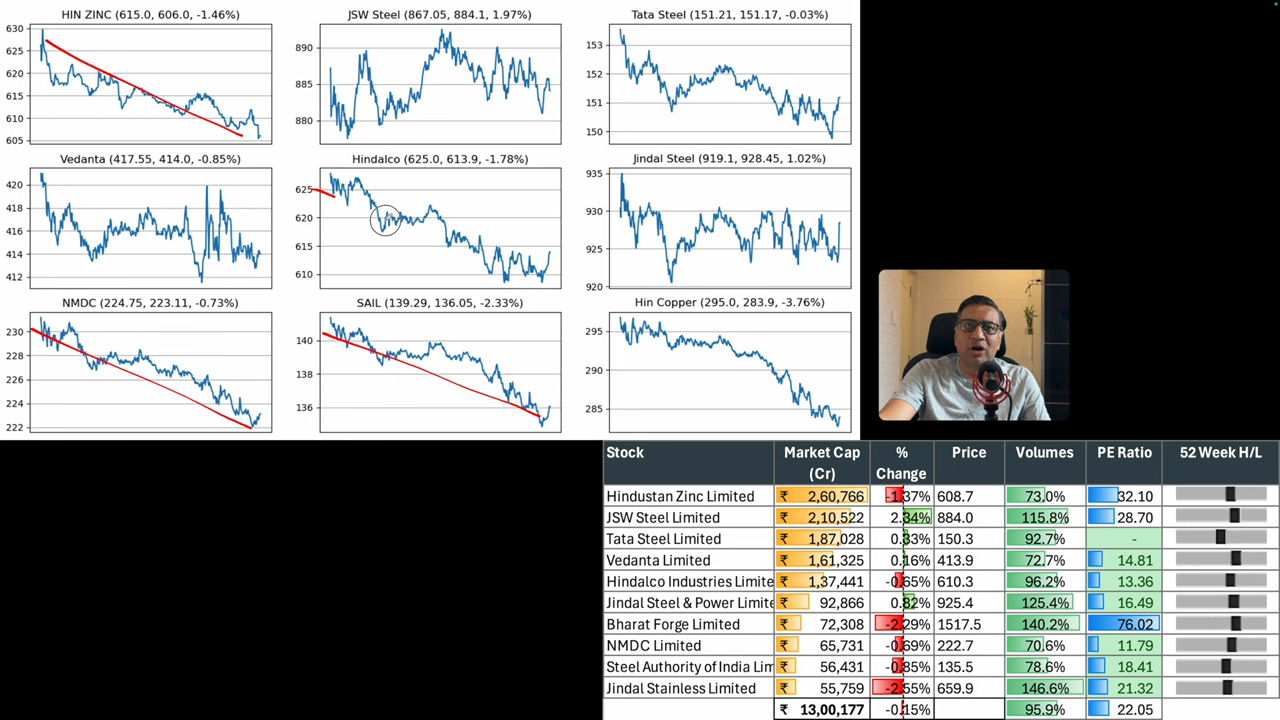 HIN ZINC (615.0, 606.0, -1.46%)
630
625
620
615
610
605
JSW Steel (867.05, 884.1, 1.97%)
890
885
880
Tata Steel (151.21, 151.17, -0.03%)
153
152
151
150
Vedanta (417.55, 414.0, -0.85%)
420
418
416
414
412
Hindalco (625.0, 613.9, -1.78%)
625
620
615
610
Jindal Steel (919.1, 928.45, 1.02%)
935
930
925
920
NMDC (224.75, 223.11, -0.73%)
230
228
226
224
222
SAIL (139.29, 136.05, -2.33%)
140
138
136
Hin Copper (295.0, 283.9, -3.76%)
295
290
285
Stock Market Cap (Cr) % Change Price Volumes PE Ratio 52 Week H/L
Hindustan Zinc Limited ₹ 2,60,766 -1.37% 608.7 73.0% 32.10
JSW Steel Limited ₹ 2,10,522 2.34% 884.0 115.8% 28.70
Tata Steel Limited ₹ 1,87,028 0.33% 150.3 92.7% -
Vedanta Limited ₹ 1,61,325 0.16% 413.9 72.7% 14.81
Hindalco Industries Limite ₹ 1,37,441 -0.65% 610.3 96.2% 13.36
Jindal Steel & Power Limite ₹ 92,866 0.82% 925.4 125.4% 16.49
Bharat Forge Limited ₹ 72,308 -2.29% 1517.5 140.2% 76.02
NMDC Limited ₹ 65,731 -0.69% 222.7 70.6% 11.79
Steel Authority of India Lim ₹ 56,431 -0.35% 135.5 78.6% 18.41
Jindal Stainless Limited ₹ 55,759 -2.55% 659.9 146.6% 21.32
₹ 13,00,177 -0.15% 95.9% 22.05